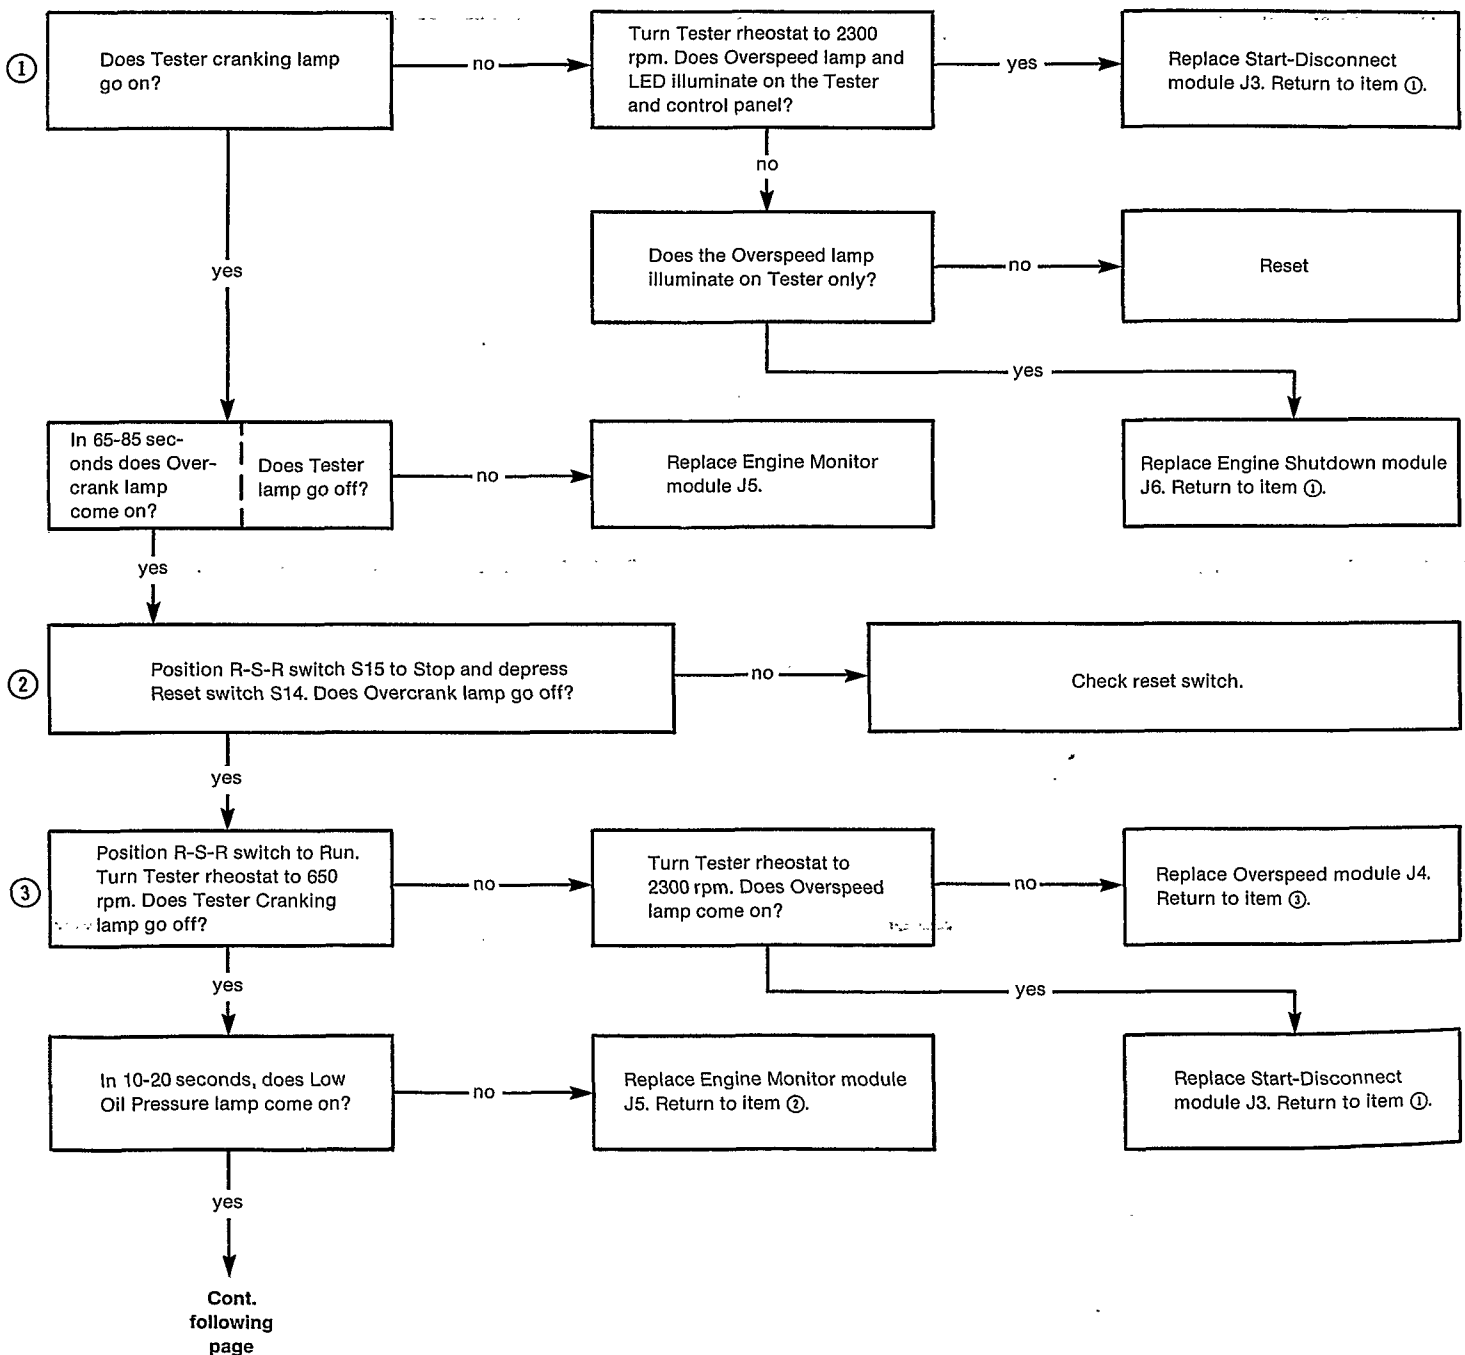 ①
Does Tester cranking lamp
go on?
no
Turn Tester rheostat to 2300
rpm. Does Overspeed lamp and
LED illuminate on the Tester
and control panel?
yes
Replace Start-Disconnect
module J3. Return to item ①.
no
yes
Does the Overspeed lamp
illuminate on Tester only?
no
Reset
yes
In 65-85 sec-
onds does Over-
crank lamp
come on?
Does Tester
lamp go off?
no
Replace Engine Monitor
module J5.
Replace Engine Shutdown module
J6. Return to item ①.
yes
②
Position R-S-R switch S15 to Stop and depress
Reset switch S14. Does Overcrank lamp go off?
no
Check reset switch.
yes
③
Position R-S-R switch to Run.
Turn Tester rheostat to 650
rpm. Does Tester Cranking
lamp go off?
no
Turn Tester rheostat to
2300 rpm. Does Overspeed
lamp come on?
no
Replace Overspeed module J4.
Return to item ③.
yes
yes
In 10-20 seconds, does Low
Oil Pressure lamp come on?
no
Replace Engine Monitor module
J5. Return to item ②.
Replace Start-Disconnect
module J3. Return to item ①.
yes
Cont.
following
page